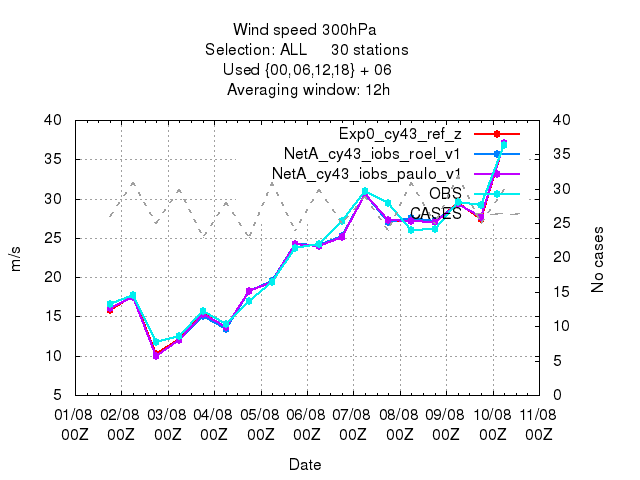 Wind speed 300hPa
Selection: ALL     30 stations
Used {00,06,12,18} + 06
Averaging window: 12h
40 40
35 35
30 30
25 25
20 20
15 15
10 10
5 5
0
Exp0_cy43_ref_z
NetA_cy43_iobs_roel_v1
NetA_cy43_iobs_paulo_v1
OBS
CASES
m/s
No cases
01/08 02/08 03/08 04/08 05/08 06/08 07/08 08/08 09/08 10/08 11/08
00Z 00Z 00Z 00Z 00Z 00Z 00Z 00Z 00Z 00Z 00Z
Date